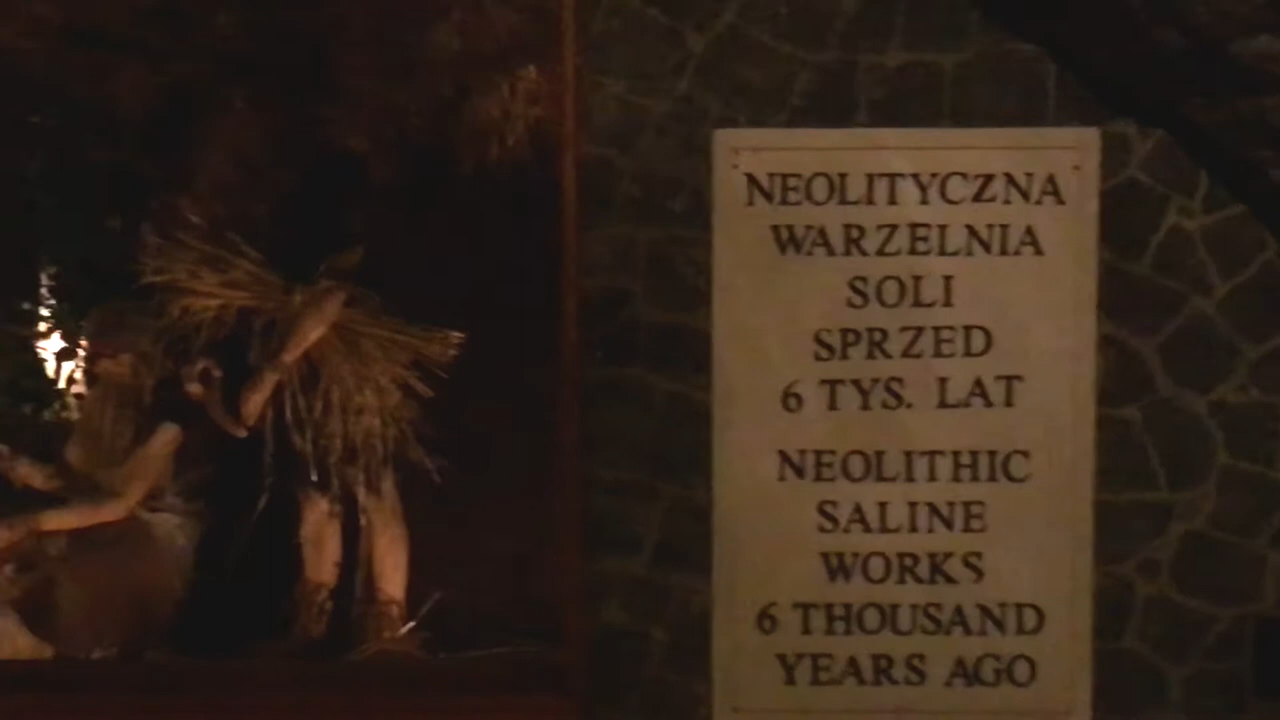 NEOLITYCZNA
WARZELNIA
SOLI
SPRZED
6 TYS. LAT
NEOLITHIC
SALINE
WORKS
6 THOUSAND
YEARS AGO